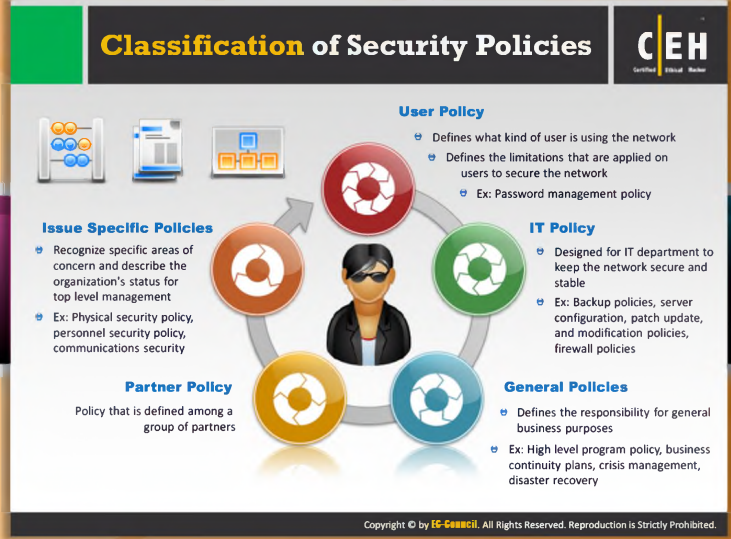 Classification of Security Policies
C|EH
Certified Ethical Hacker
User Policy
Defines what kind of user is using the network
Defines the limitations that are applied on
users to secure the network
Ex: Password management policy
Issue Specific Policies
Recognize specific areas of
concern and describe the
organization's status for
top level management
Ex: Physical security policy,
personnel security policy,
communications security
IT Policy
Designed for IT department to
keep the network secure and
stable
Ex: Backup policies, server
configuration, patch update,
and modification policies,
firewall policies
Partner Policy
Policy that is defined among a
group of partners
General Policies
Defines the responsibility for general
business purposes
Ex: High level program policy, business
continuity plans, crisis management,
disaster recovery
Copyright © by EC-Council. All Rights Reserved. Reproduction is Strictly Prohibited.